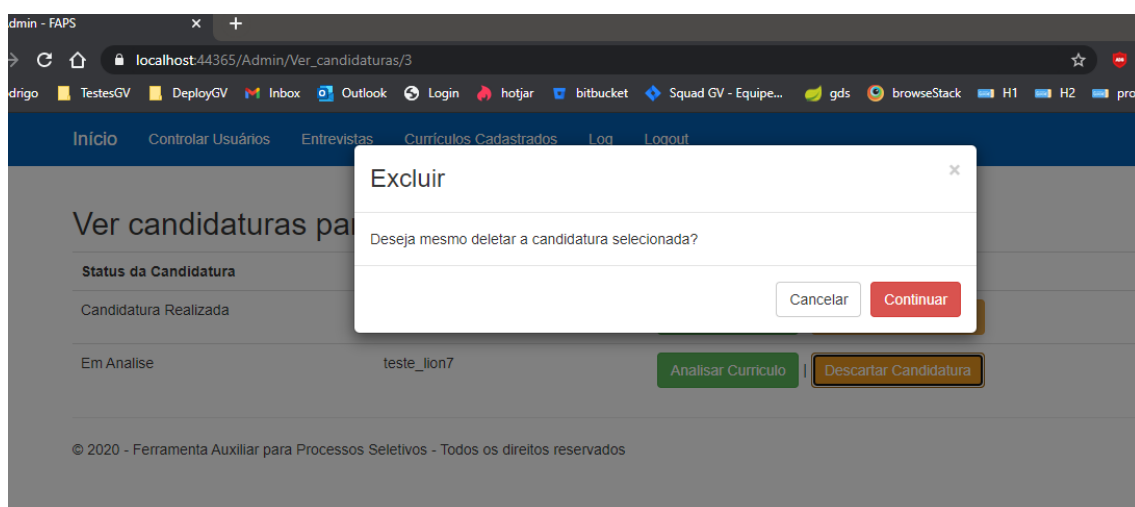 dmin - FAPS × +
localhost:44365/Admin/Ver_candidaturas/3
drigo TestesGV DeployGV Inbox Outlook Login hotjar bitbucket Squad GV - Equipe... gds browseStack H1 H2 pro
Início Controlar Usuários Entrevistas Currículos Cadastrados Log Logout
Excluir ×
Ver candidaturas par
Deseja mesmo deletar a candidatura selecionada?
Status da Candidatura
Cancelar Continuar
Candidatura Realizada
Em Analise teste_lion7 Analisar Curriculo | Descartar Candidatura
© 2020 - Ferramenta Auxiliar para Processos Seletivos - Todos os direitos reservados